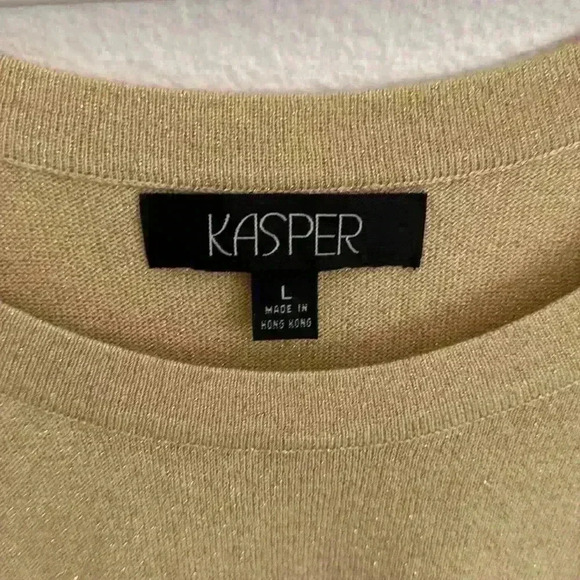 KASPER
L
MADE IN
HONG KONG